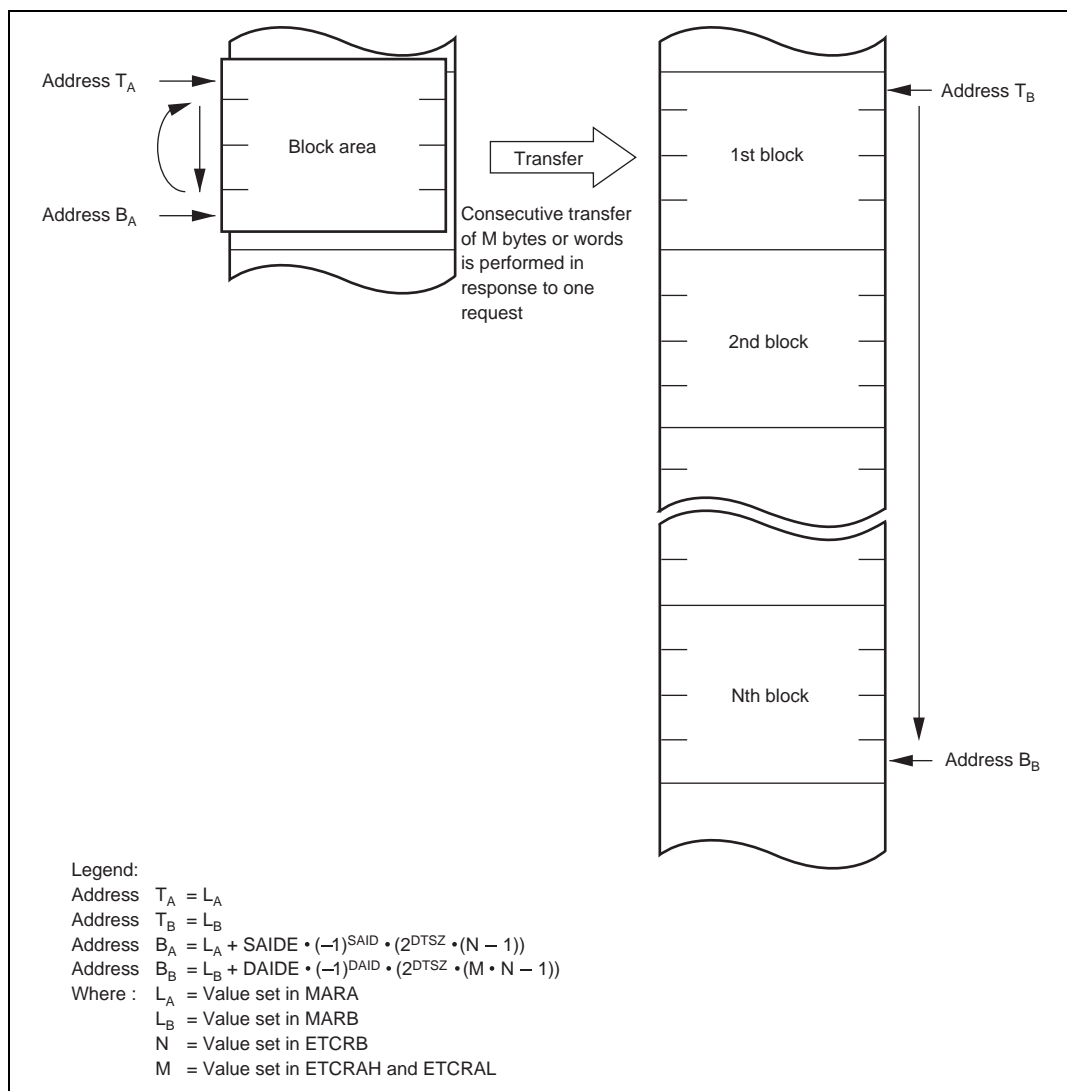 Address T_A
Block area
Address B_A
Transfer
Consecutive transfer
of M bytes or words
is performed in
response to one
request
Address T_B
1st block
2nd block
Nth block
Address B_B
Legend:
Address T_A = L_A
Address T_B = L_B
Address B_A = L_A + SAIDE • (–1)^SAID • (2^DTSZ • (N – 1))
Address B_B = L_B + DAIDE • (–1)^DAID • (2^DTSZ • (M • N – 1))
Where : L_A = Value set in MARA
L_B = Value set in MARB
N = Value set in ETCRB
M = Value set in ETCRAH and ETCRAL